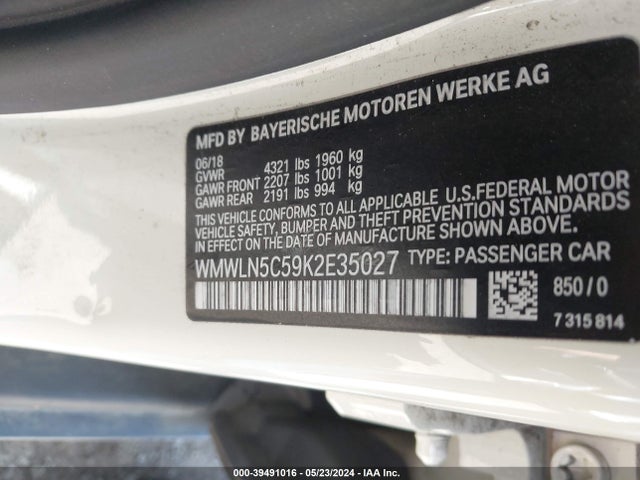 MFD BY BAYERISCHE MOTOREN WERKE AG
06/18
GVWR 4321 lbs 1960 kg
GAWR FRONT 2207 lbs 1001 kg
GAWR REAR 2191 lbs 994 kg
THIS VEHICLE CONFORMS TO ALL APPLICABLE U.S.FEDERAL MOTOR
VEHICLE SAFETY, BUMPER AND THEFT PREVENTION STANDARDS
IN EFFECT ON THE DATE OF MANUFACTURE SHOWN ABOVE.
WMWLN5C59K2E35027 TYPE: PASSENGER CAR
850/0
7 315 814
000-39491016 - 05/23/2024 - IAA Inc.